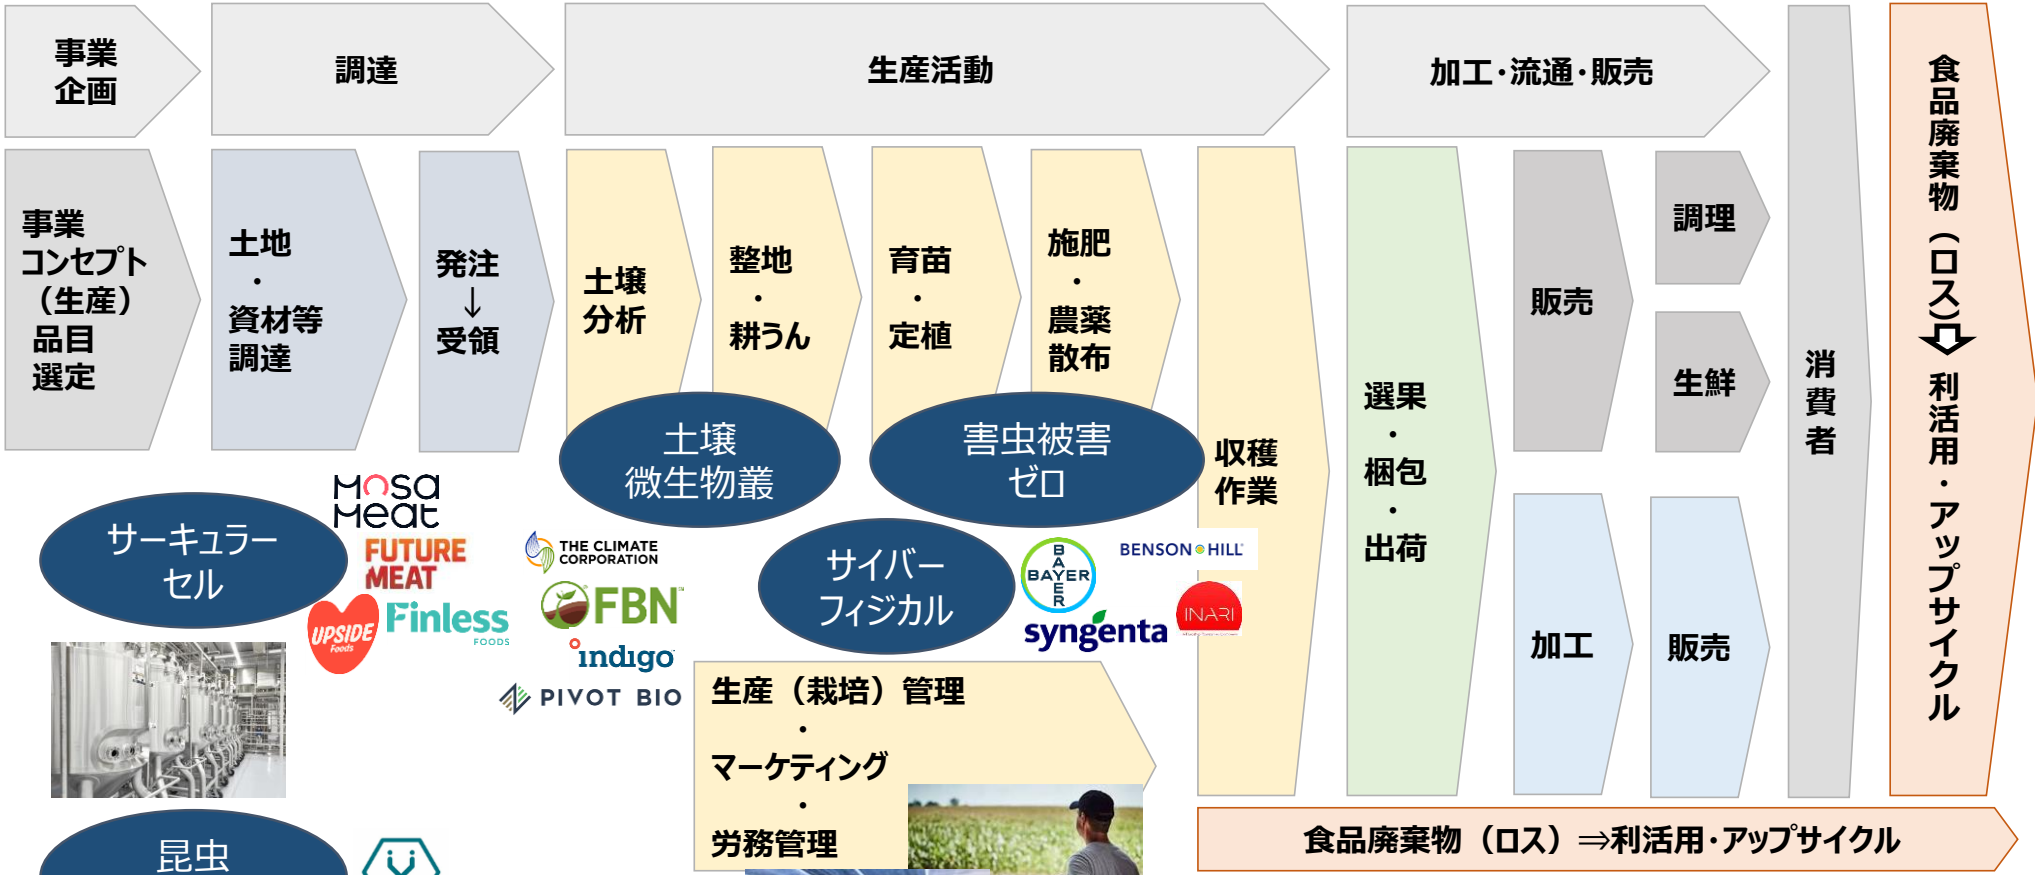 事業
企画
調達
生産活動
加工・流通・販売
事業
コンセプト
（生産）
品目
選定
土地
・
資材等
調達
発注
↓
受領
土壌
分析
整地
・
耕うん
育苗
・
定植
施肥
・
農薬
散布
収穫
作業
選果
・
梱包
・
出荷
販売
調理
生鮮
加工
販売
消費者
食品廃棄物（ロス）⇩利活用・アップサイクル
土壌
微生物叢
害虫被害
ゼロ
サーキュラー
セル
サイバー
フィジカル
mosa
meat
FUTURE
MEAT
UPSIDE
Foods
Finless
FOODS
THE CLIMATE
CORPORATION
FBN
indigo
PIVOT BIO
BAYER
BAYER
BENSON HILL
syngenta
INARI
生産（栽培）管理
・
マーケティング
・
労務管理
昆虫
食品廃棄物（ロス）⇒利活用・アップサイクル